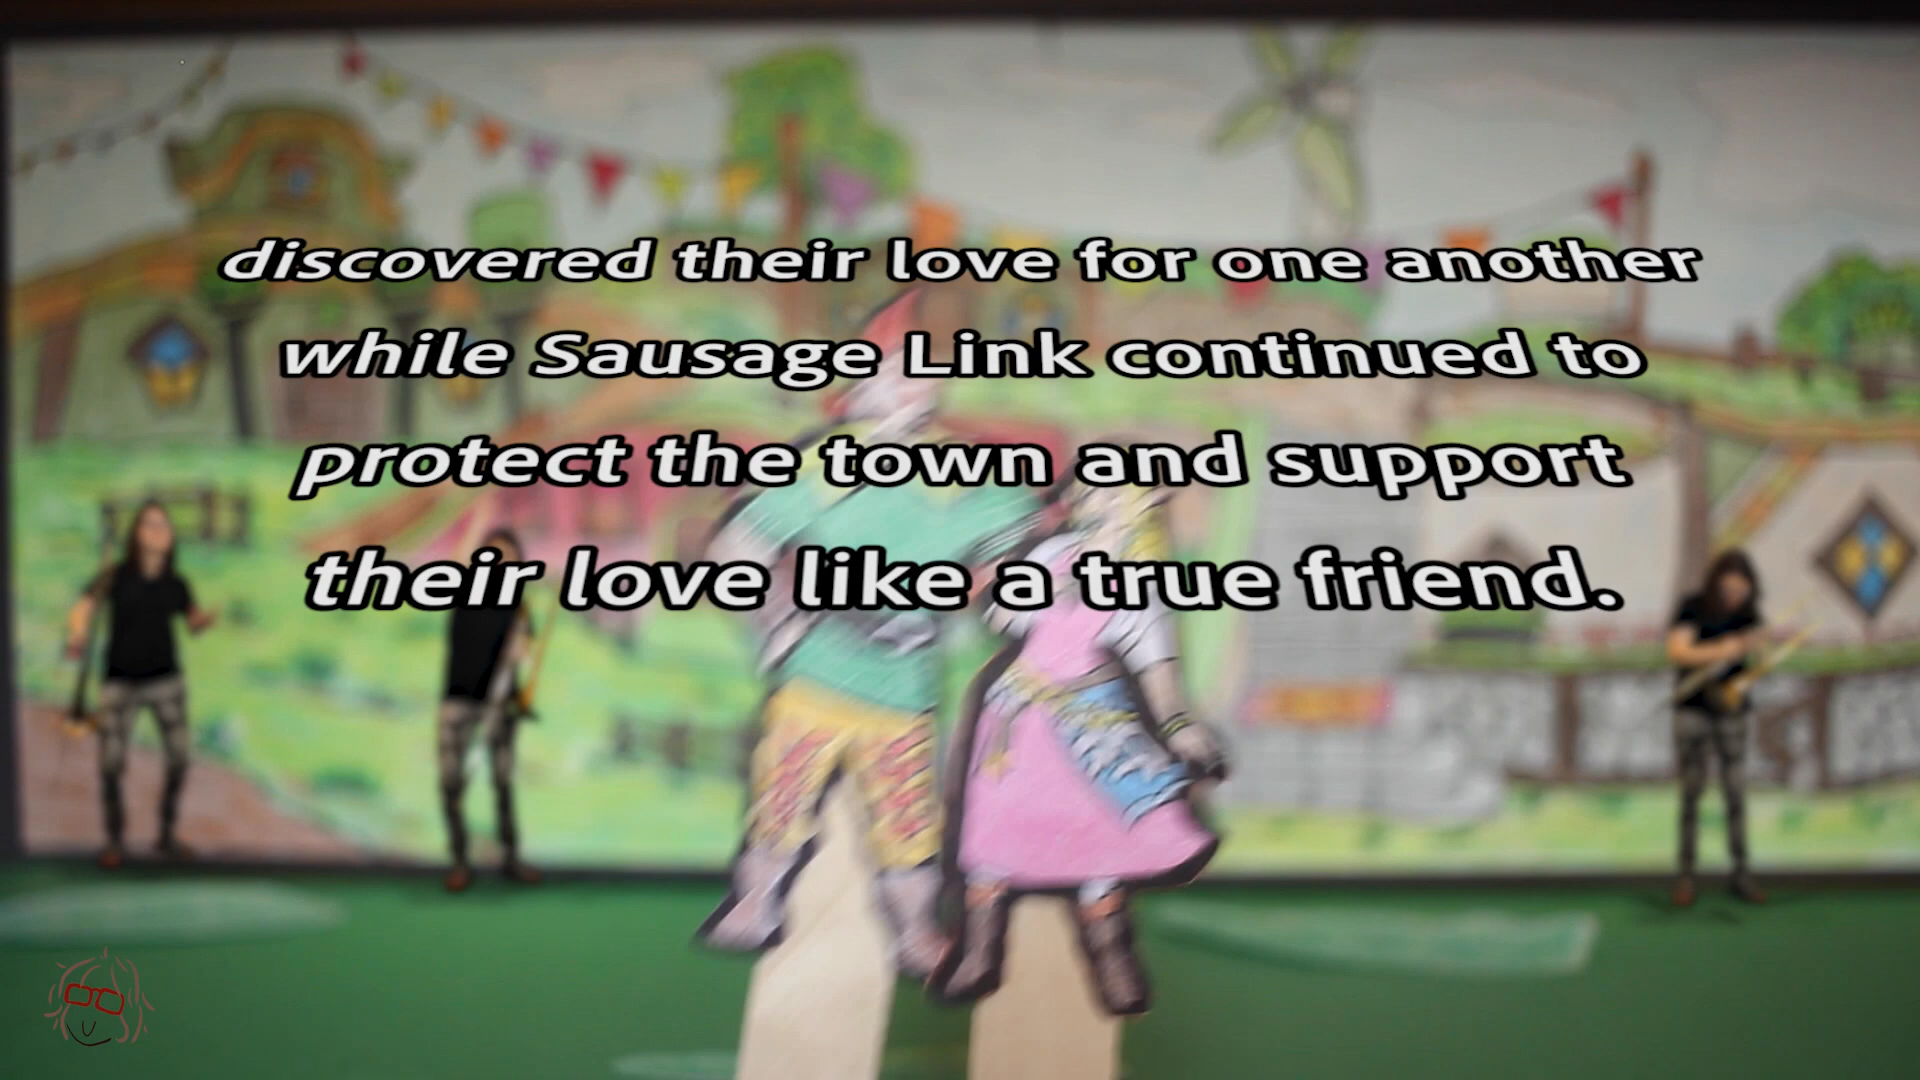 discovered their love for one another
while Sausage Link continued to
protect the town and support
their love like a true friend.